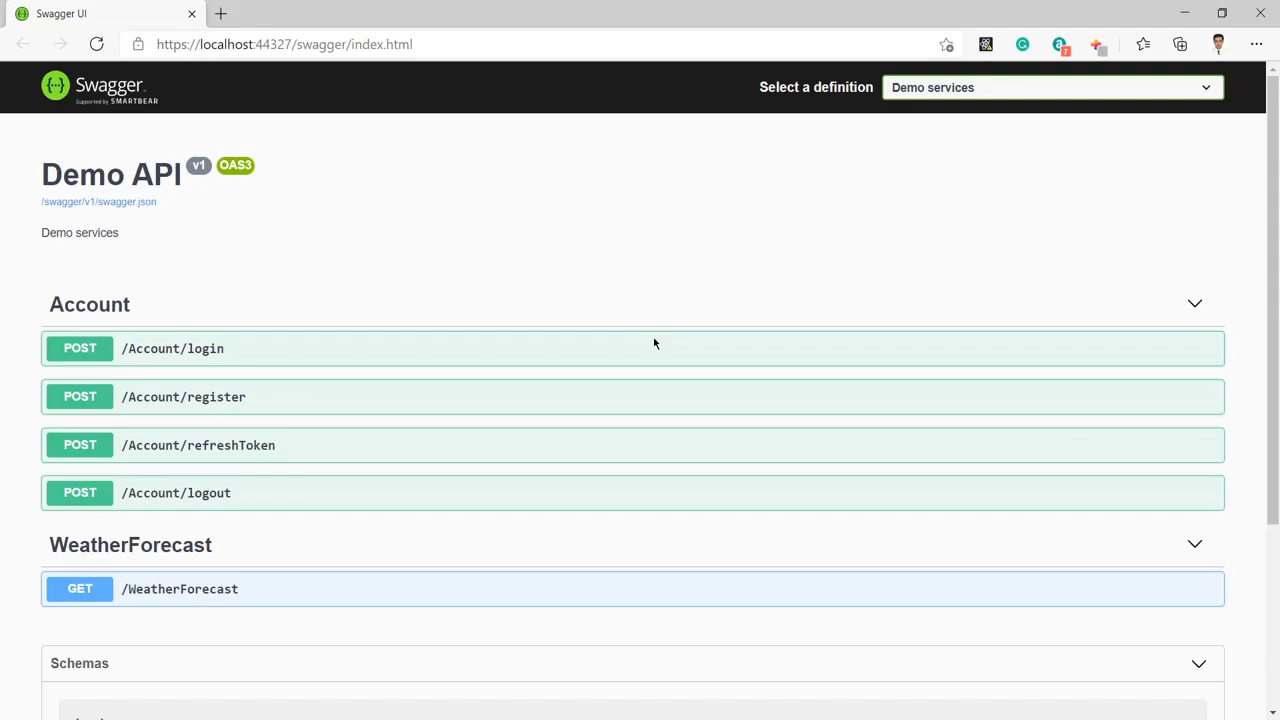 Swagger UI
https://localhost:44327/swagger/index.html
7
Swagger.
Supported by SMARTBEAR
Select a definition
Demo services
Demo API v1 OAS3
/swagger/v1/swagger.json
Demo services
Account
POST /Account/login
POST /Account/register
POST /Account/refreshToken
POST /Account/logout
WeatherForecast
GET /WeatherForecast
Schemas